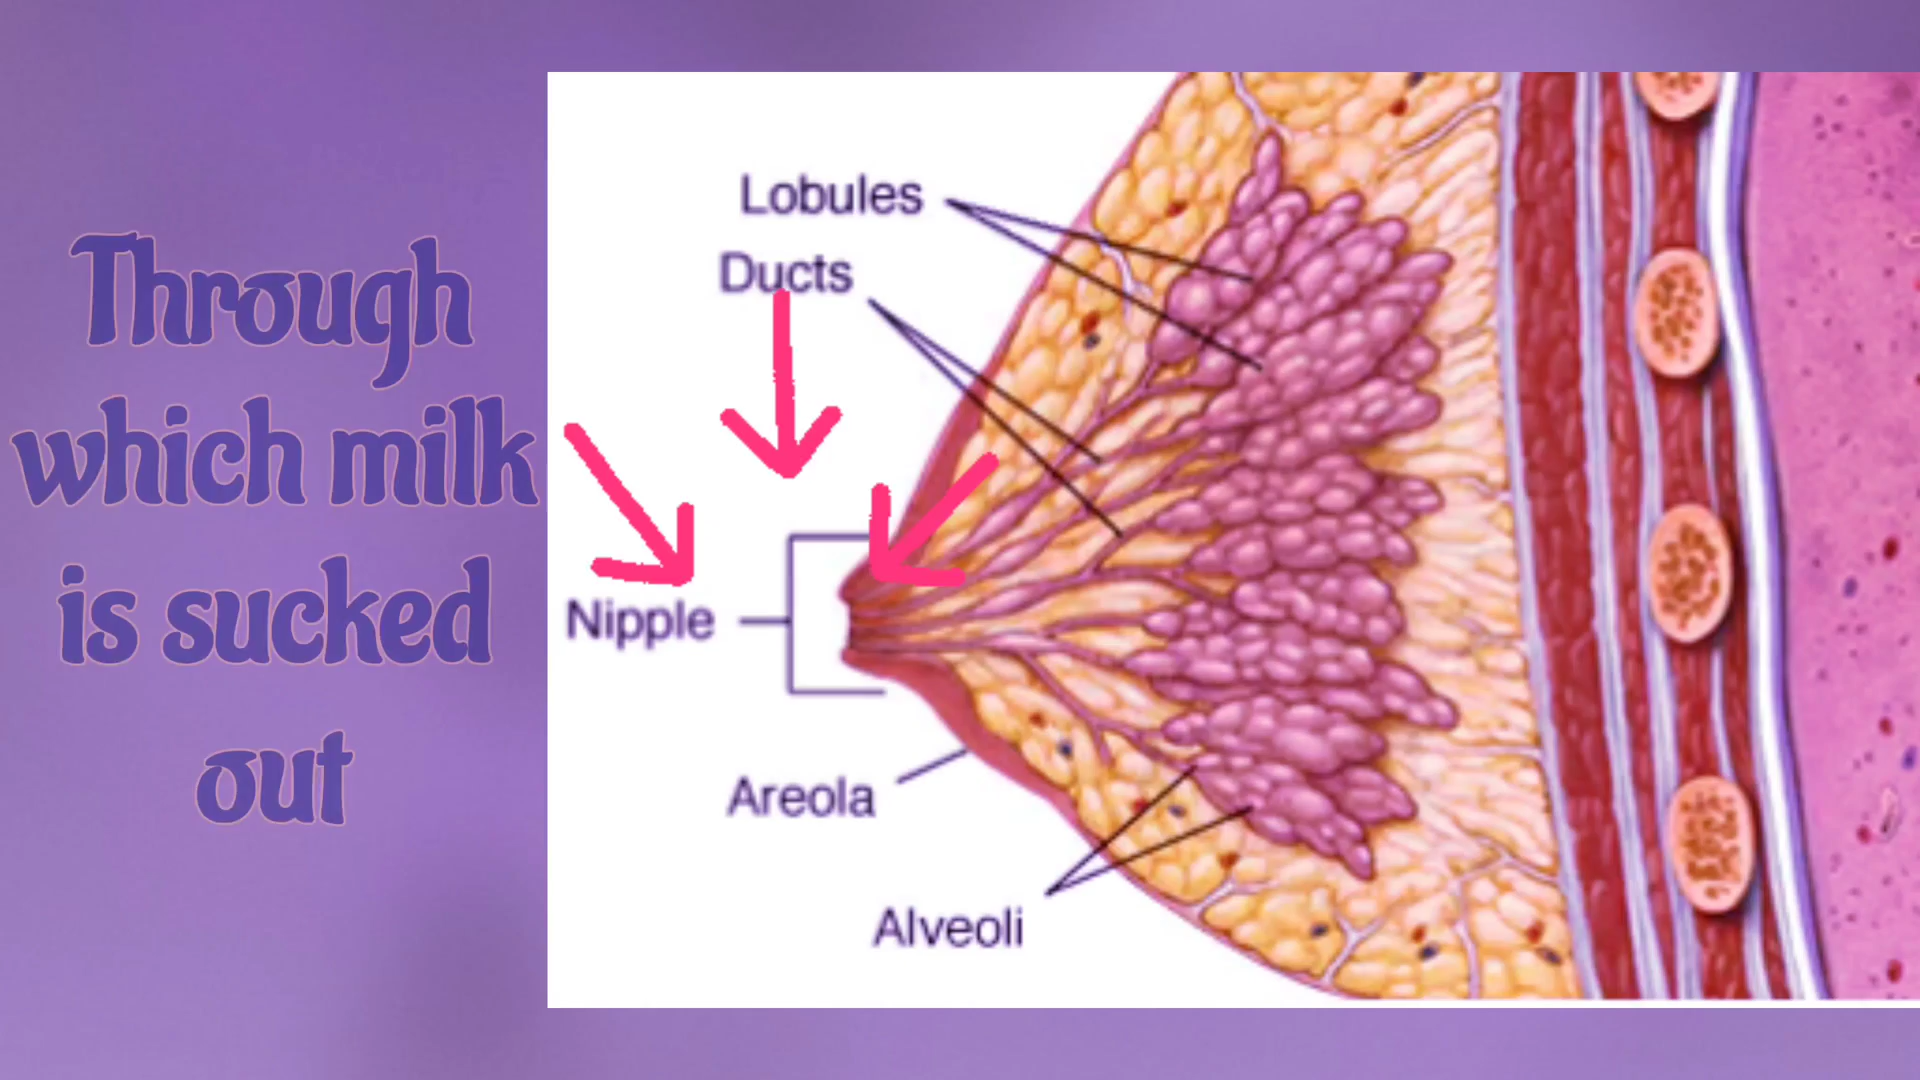 Through
which milk
is sucked
out
Lobules
Ducts
Nipple
Areola
Alveoli